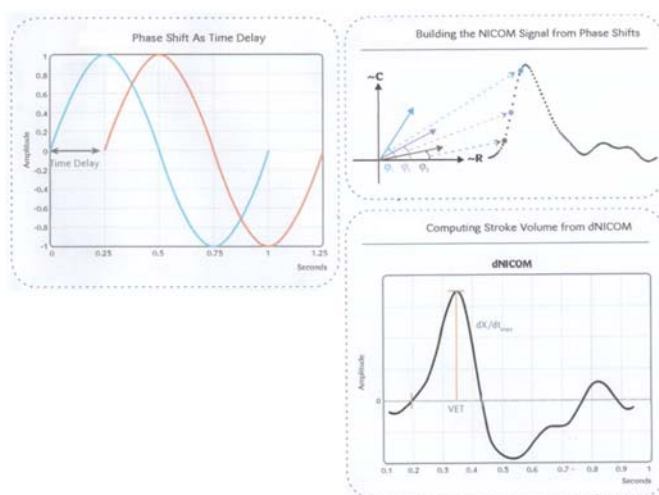 Phase Shift As Time Delay
1
0.8
0.6
0.4
0.2
0
-0.2
-0.4
-0.6
-0.8
-1
Amplitude
Time Delay
0
0.25
0.5
0.75
1
1.25
Seconds
Building the NICOM Signal from Phase Shifts
~C
~R
Computing Stroke Volume from dNICOM
dNICOM
dX/dt
Amplitude
0
VET
0.1
0.2
0.3
0.4
0.5
0.6
0.7
0.8
0.9
1
Seconds